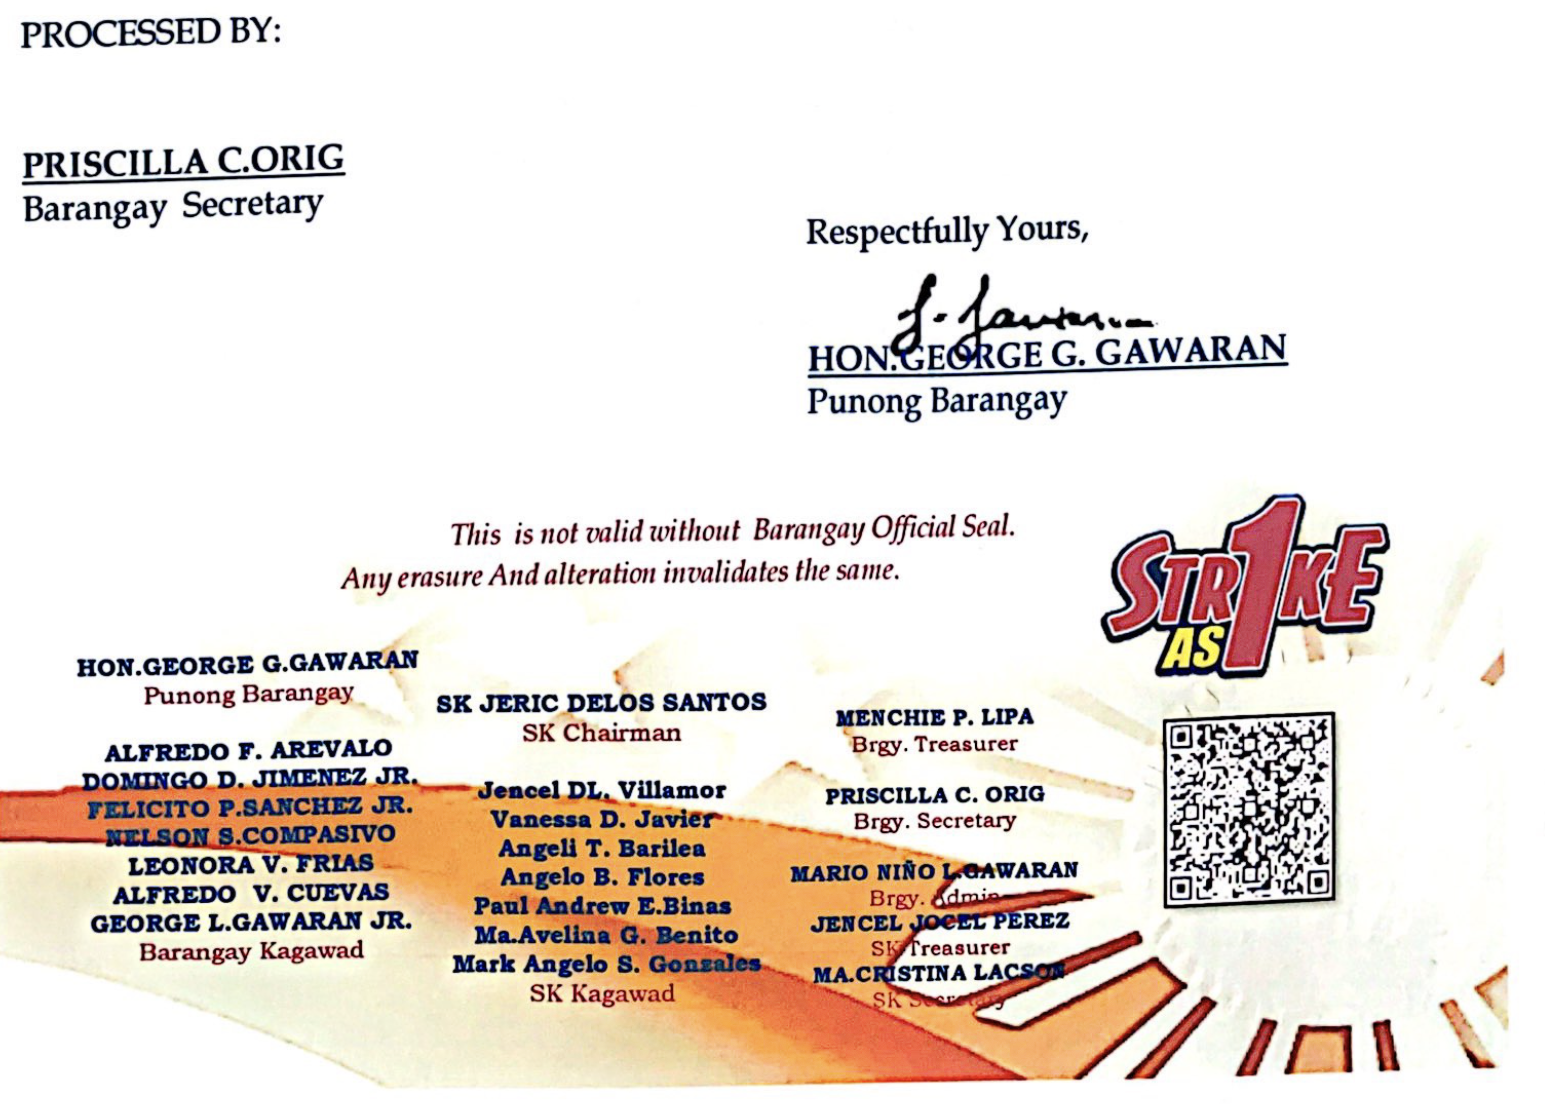 PROCESSED BY:
PRISCILLA C.ORIG
Barangay Secretary
Respectfully Yours,
G. Gawaran
HON.GEORGE G. GAWARAN
Punong Barangay
This is not valid without Barangay Official Seal.
Any erasure And alteration invalidates the same.
STR1KE
AS
HON.GEORGE G.GAWARAN
Punong Barangay
ALFREDO F. AREVALO
DOMINGO D. JIMENEZ JR.
FELICITO P.SANCHEZ JR.
NELSON S.COMPASIVO
LEONORA V. FRIAS
ALFREDO V. CUEVAS
GEORGE L.GAWARAN JR.
Barangay Kagawad
SK JERIC DELOS SANTOS
SK Chairman
Jencel DL. Villamor
Vanessa D. Javier
Angeli T. Barilea
Angelo B. Flores
Paul Andrew E.Binas
Ma.Avelina G. Benito
Mark Angelo S. Gonzales
SK Kagawad
MENCHIE P. LIPA
Brgy. Treasurer
PRISCILLA C. ORIG
Brgy. Secretary
MARIO NIÑO L.GAWARAN
Brgy. Admin
JENCEL JOCEL PEREZ
SK Treasurer
MA.CRISTINA LACSON
SK Secretary